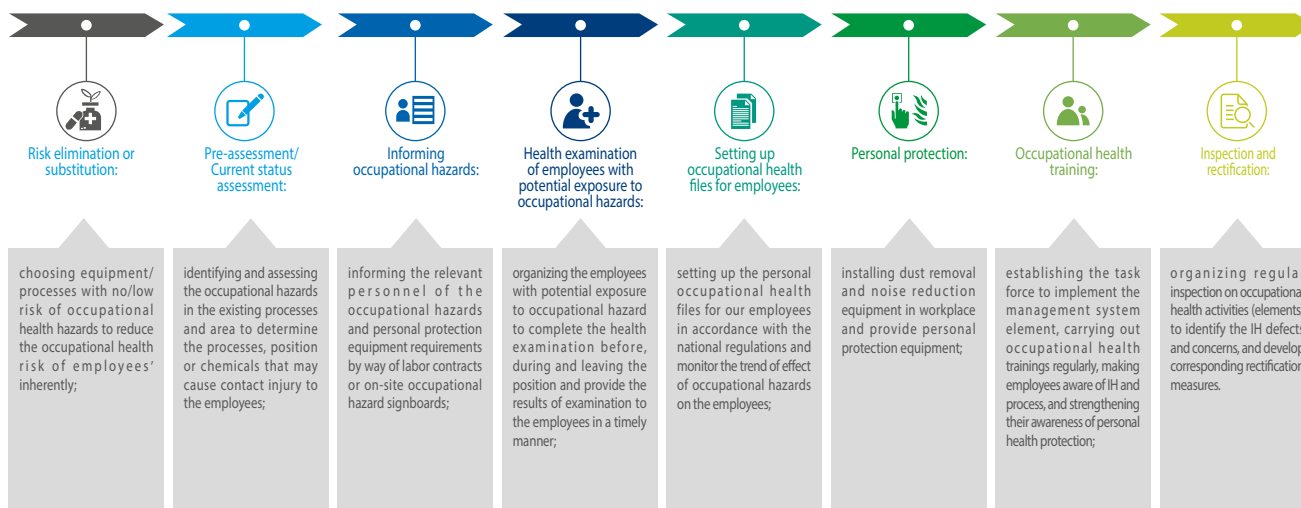 Risk elimination or
substitution:
Pre-assessment/
Current status
assessment:
Informing
occupational hazards:
Health examination
of employees with
potential exposure to
occupational hazards:
Setting up
occupational health
files for employees:
Personal protection:
Occupational health
training:
Inspection and
rectification:
choosing equipment/
processes with no/low
risk of occupational
health hazards to reduce
the occupational health
risk of employees'
inherently;
identifying and assessing
the occupational hazards
in the existing processes
and area to determine
the processes, position
or chemicals that may
cause contact injury to
the employees;
informing the relevant
personnel of the
occupational hazards
and personal protection
equipment requirements
by way of labor contracts
or on-site occupational
hazard signboards;
organizing the employees
with potential exposure
to occupational hazard
to complete the health
examination before,
during and leaving the
position and provide the
results of examination to
the employees in a timely
manner;
setting up the personal
occupational health
files for our employees
in accordance with the
national regulations and
monitor the trend of effect
of occupational hazards
on the employees;
installing dust removal
and noise reduction
equipment in workplace
and provide personal
protection equipment;
establishing the task
force to implement the
management system
element, carrying out
occupational health
trainings regularly, making
employees aware of IH and
process, and strengthening
their awareness of personal
health protection;
organizing regula
inspection on occupationa
health activities (elements
to identify the IH defects
and concerns, and develop
corresponding rectification
measures.